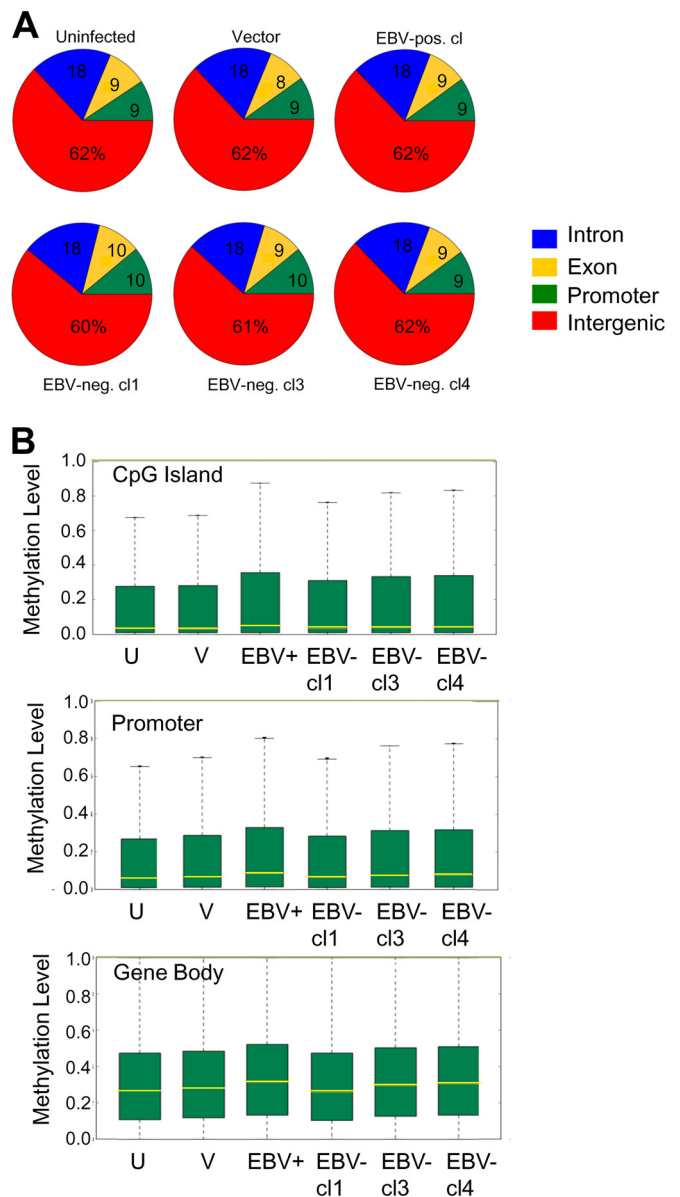 A
Uninfected Vector EBV-pos. cl
18 9 9 62%
18 8 9 62%
18 9 9 62%
18 10 10 60%
18 9 10 61%
18 9 9 62%
EBV-neg. cl1 EBV-neg. cl3 EBV-neg. cl4
Intron
Exon
Promoter
Intergenic
B
CpG Island
Methylation Level
1.0
0.8
0.6
0.4
0.2
0.0
U V EBV+ EBV- EBV- EBV-
cl1 cl3 cl4
Promoter
Methylation Level
1.0
0.8
0.6
0.4
0.2
0.0
U V EBV+ EBV- EBV- EBV-
cl1 cl3 cl4
Gene Body
Methylation Level
1.0
0.8
0.6
0.4
0.2
0.0
U V EBV+ EBV- EBV- EBV-
cl1 cl3 cl4